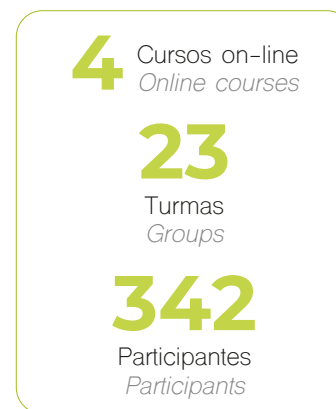 4 Cursos on-line
Online courses
23
Turmas
Groups
342
Participantes
Participants